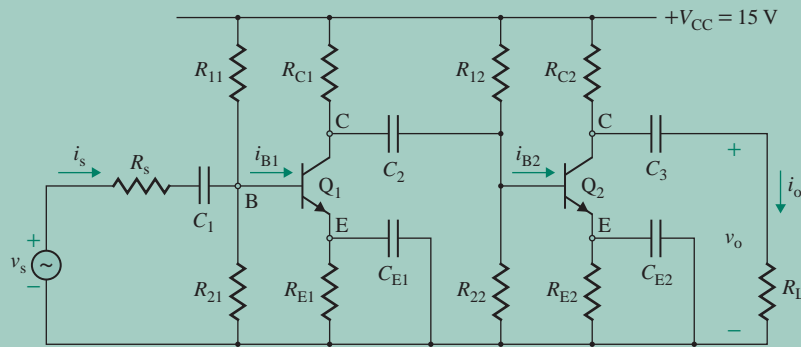 +V_CC = 15 V
R_11 R_C1 R_12 R_C2
C C
i_s R_s i_B1 C_2 i_B2 C_3 + i_o
Q_1 Q_2
C_1 B E E
+ v_s ~ − C_E1 C_E2 v_o
R_21 R_E1 R_22 R_E2 R_L
−